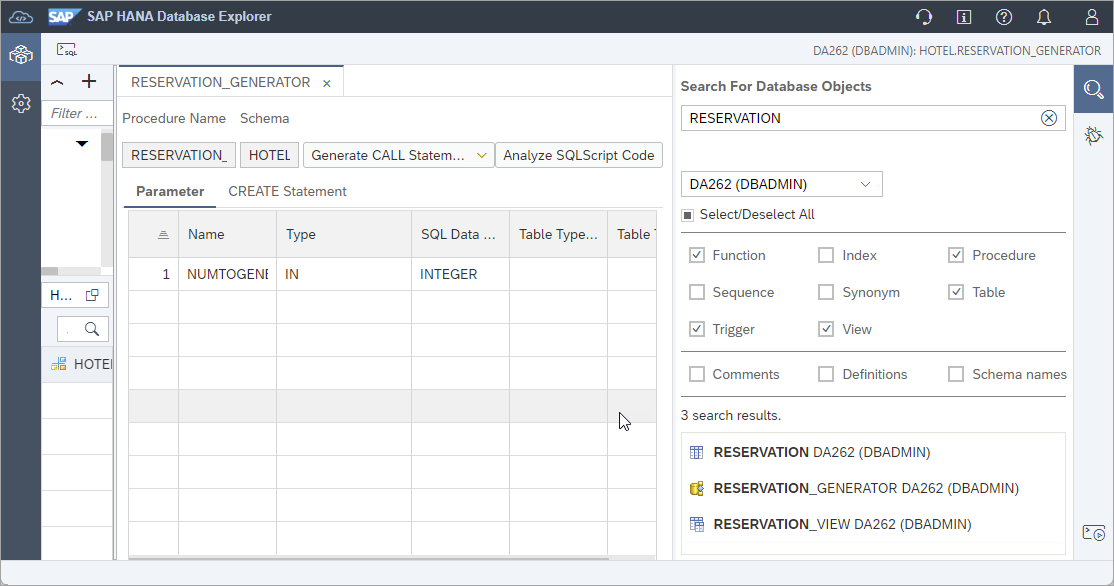 SAP SAP HANA Database Explorer
SQL
DA262 (DBADMIN): HOTEL.RESERVATION_GENERATOR
Filter ...
H...
.
HOTEL
RESERVATION_GENERATOR
Procedure Name Schema
RESERVATION_ HOTEL Generate CALL Statem... Analyze SQLScript Code
Parameter CREATE Statement
Name Type SQL Data ... Table Type... Table T
1 NUMTOGENE IN INTEGER
Search For Database Objects
RESERVATION
DA262 (DBADMIN)
Select/Deselect All
Function Index Procedure
Sequence Synonym Table
Trigger View
Comments Definitions Schema names
3 search results.
RESERVATION DA262 (DBADMIN)
RESERVATION_GENERATOR DA262 (DBADMIN)
RESERVATION_VIEW DA262 (DBADMIN)